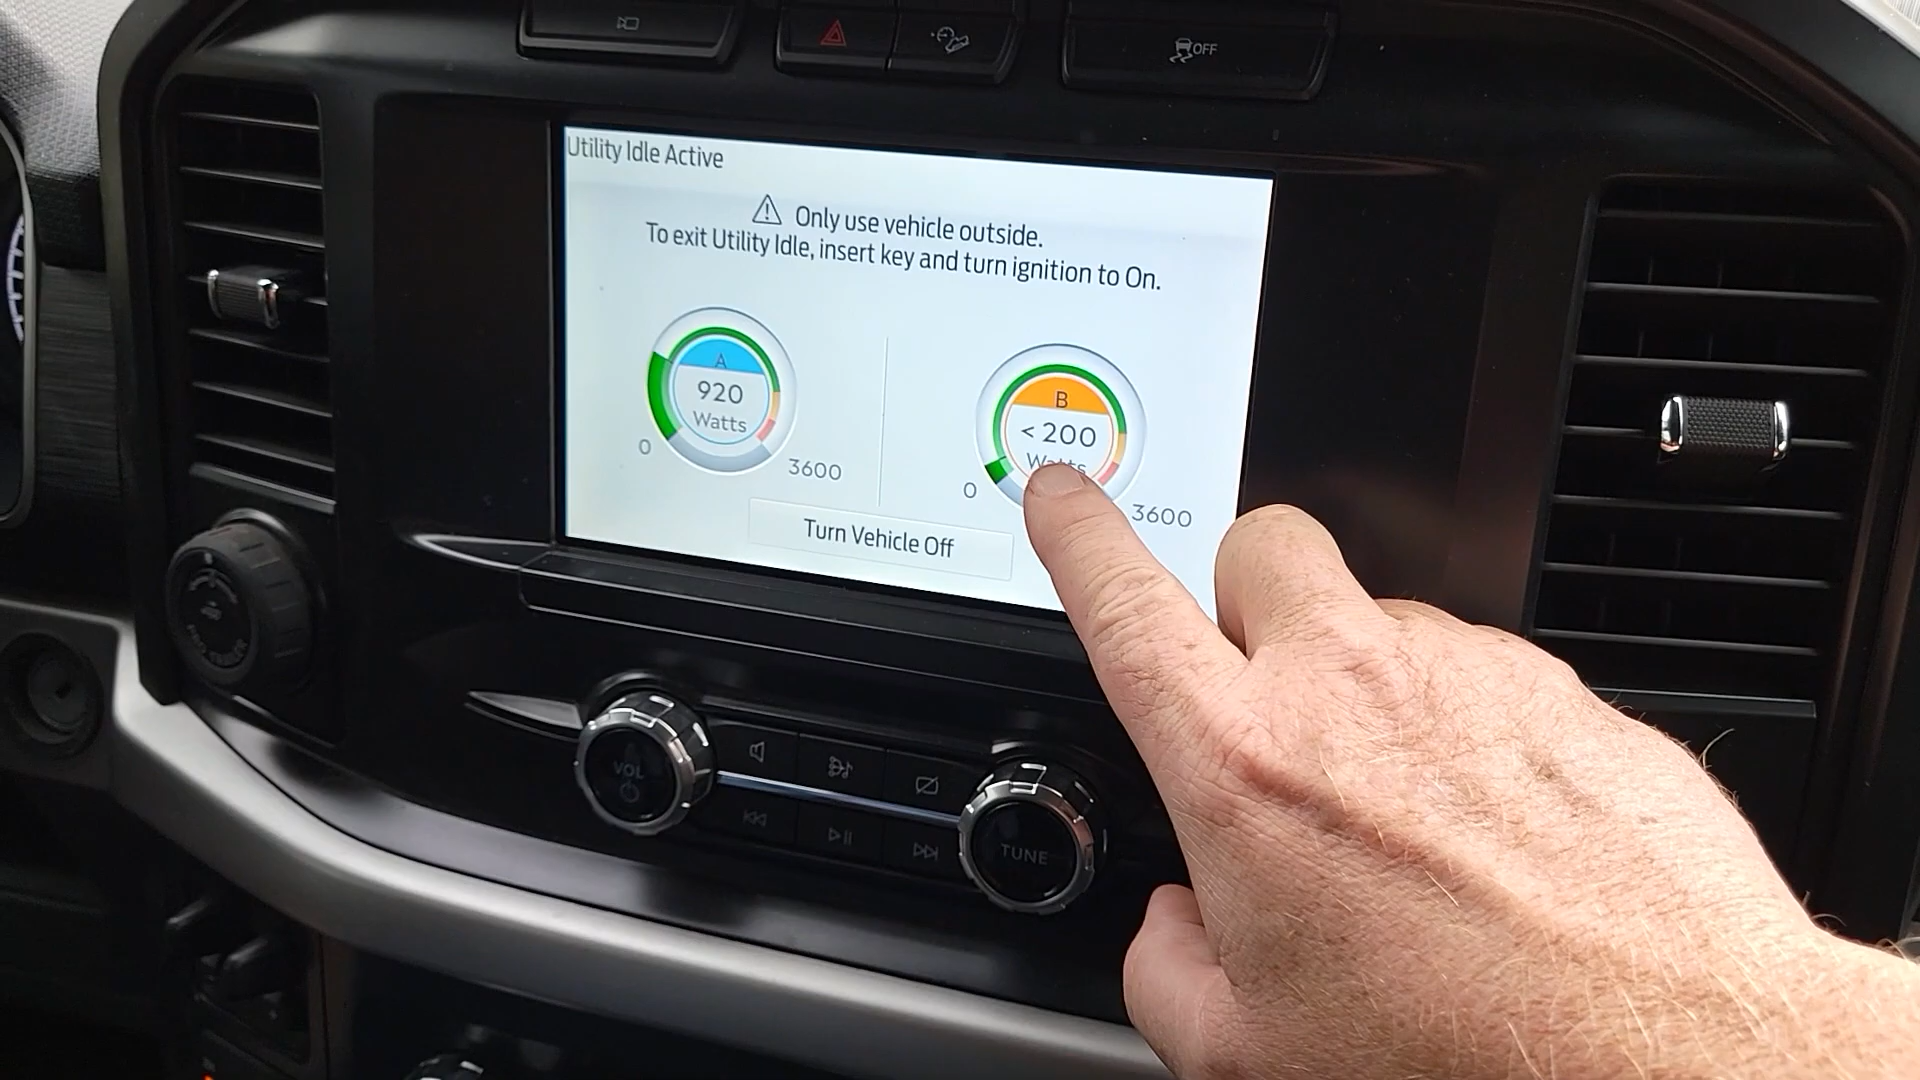 OFF
Utility Idle Active
Only use vehicle outside.
To exit Utility Idle, insert key and turn ignition to On.
A
920
Watts
0
3600
B
< 200
Watts
0
3600
Turn Vehicle Off
VOL
TUNE